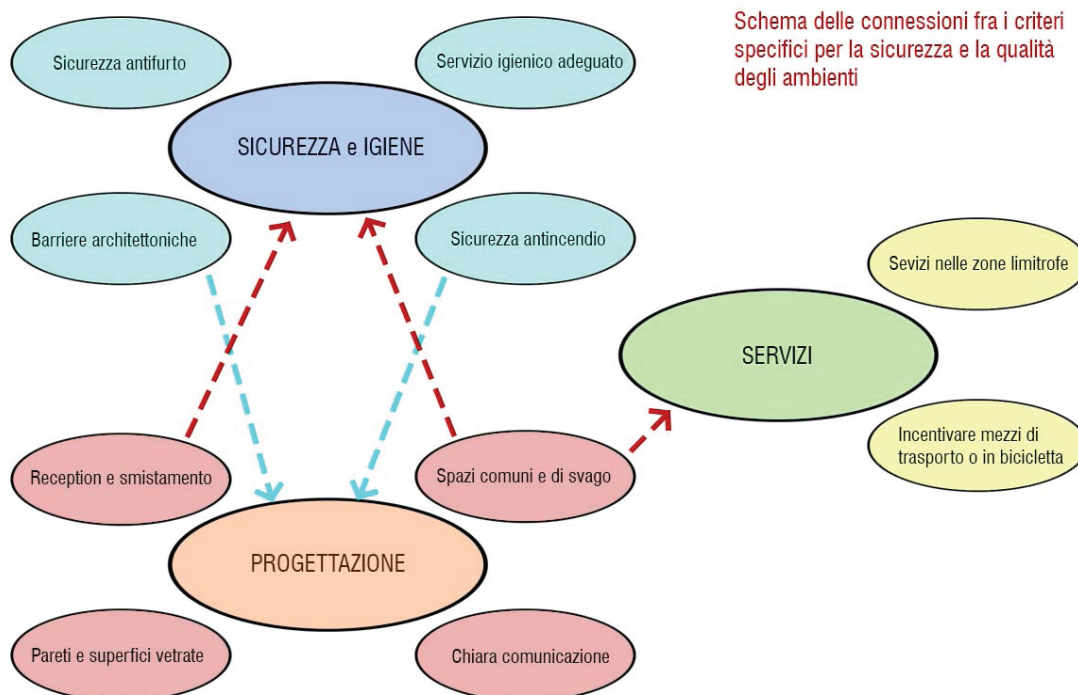 Schema delle connessioni fra i criteri
specifici per la sicurezza e la qualità
degli ambienti
Sicurezza antifurto
Servizio igienico adeguato
SICUREZZA e IGIENE
Barriere architettoniche
Sicurezza antincendio
Sevizi nelle zone limitrofe
SERVIZI
Incentivare mezzi di
trasporto o in bicicletta
Reception e smistamento
Spazi comuni e di svago
PROGETTAZIONE
Pareti e superfici vetrate
Chiara comunicazione